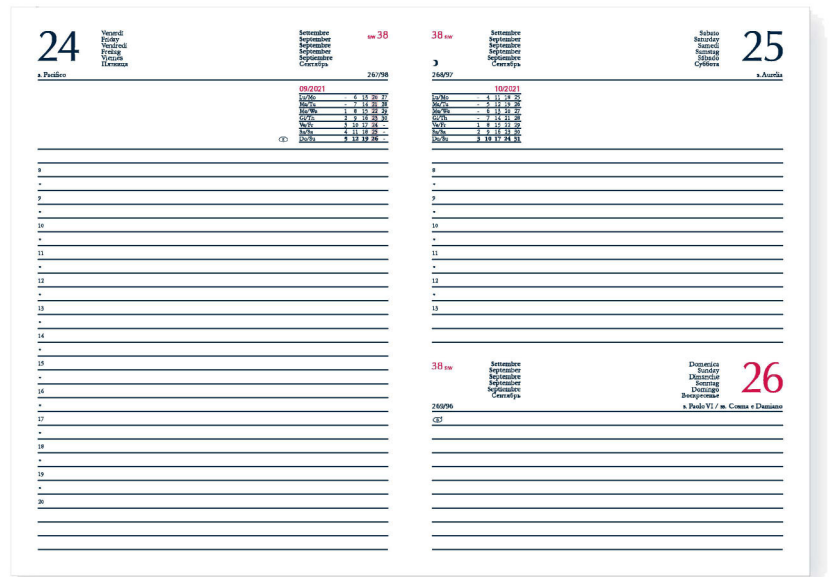 24
Venerdì
Friday
Vendredi
Freitag
Viernes
Пятница
Settembre
September
Septembre
September
Septiembre
Сентябрь
sw 38
s. Pacifico
267/98
09/2021
Lu/Mo - 6 13 20 27
Ma/Tu - 7 14 21 28
Me/We 1 8 15 22 29
Gi/Th 2 9 16 23 30
Ve/Fr 3 10 17 24 -
Sa/Sa 4 11 18 25 -
Do/Su 5 12 19 26 -
8
9
10
11
12
13
14
15
16
17
18
19
20
38 sw
Settembre
September
Septembre
September
Septiembre
Сентябрь
Sabato
Saturday
Samedi
Samstag
Sábado
Суббота
25
268/97
s. Aurelia
10/2021
Lu/Mo - 4 11 18 25
Ma/Tu - 5 12 19 26
Me/We - 6 13 20 27
Gi/Th - 7 14 21 28
Ve/Fr 1 8 15 22 29
Sa/Sa 2 9 16 23 30
Do/Su 3 10 17 24 31
8
9
10
11
12
13
38 sw
Settembre
September
Septembre
September
Septiembre
Сентябрь
Domenica
Sunday
Dimanche
Sonntag
Domingo
Воскресенье
26
269/96
s. Paolo VI / ss. Cosma e Damiano